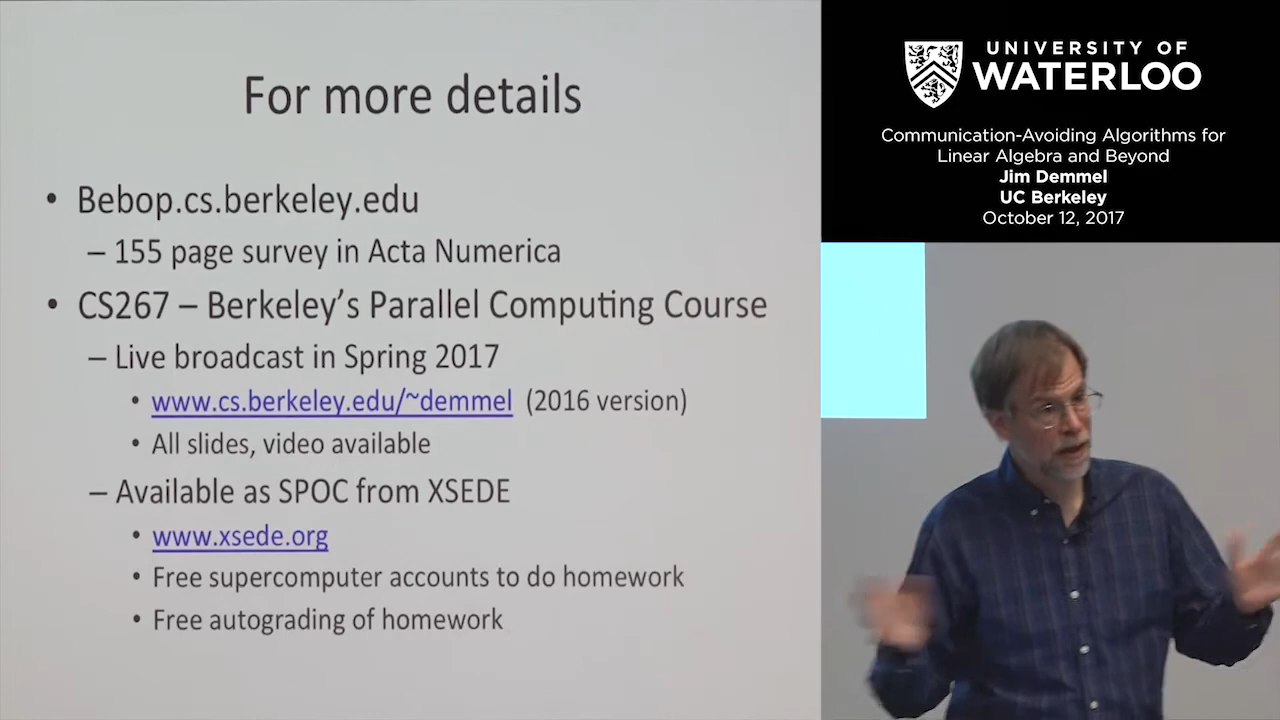 For more details
• Bebop.cs.berkeley.edu
– 155 page survey in Acta Numerica
• CS267 – Berkeley's Parallel Computing Course
– Live broadcast in Spring 2017
• www.cs.berkeley.edu/~demmel (2016 version)
• All slides, video available
– Available as SPOC from XSEDE
• www.xsede.org
• Free supercomputer accounts to do homework
• Free autograding of homework
UNIVERSITY OF
WATERLOO
Communication-Avoiding Algorithms for
Linear Algebra and Beyond
Jim Demmel
UC Berkeley
October 12, 2017